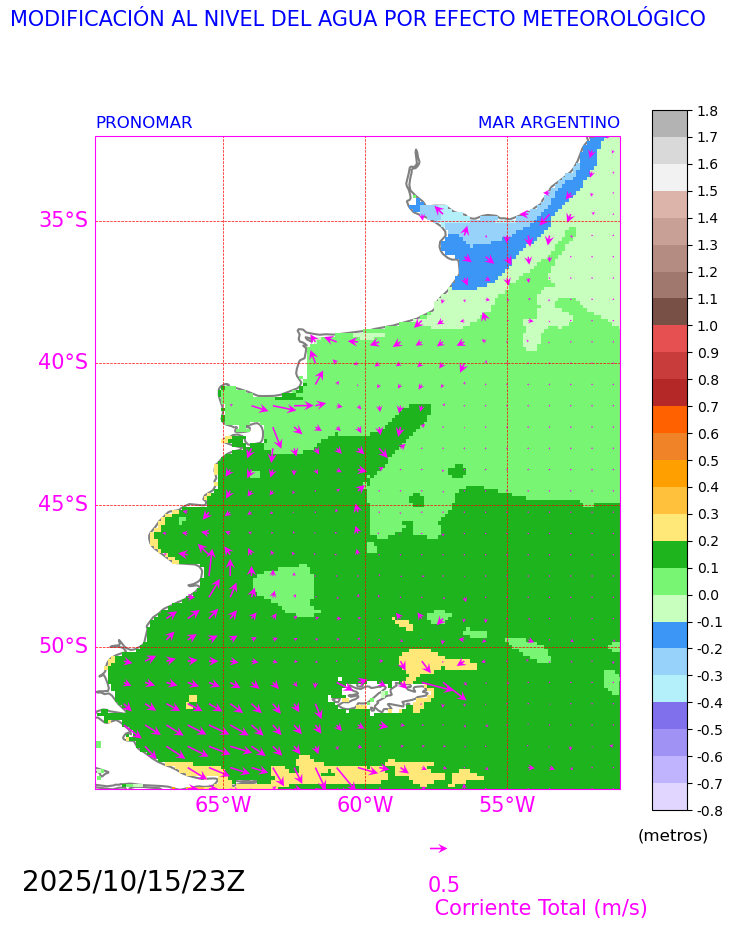 MODIFICACIÓN AL NIVEL DEL AGUA POR EFECTO METEOROLÓGICO
PRONOMAR
MAR ARGENTINO
35°S
40°S
45°S
50°S
65°W
60°W
55°W
1.8
1.7
1.6
1.5
1.4
1.3
1.2
1.1
1.0
0.9
0.8
0.7
0.6
0.5
0.4
0.3
0.2
0.1
0.0
-0.1
-0.2
-0.3
-0.4
-0.5
-0.6
-0.7
-0.8
(metros)
2025/10/15/23Z
0.5
Corriente Total (m/s)